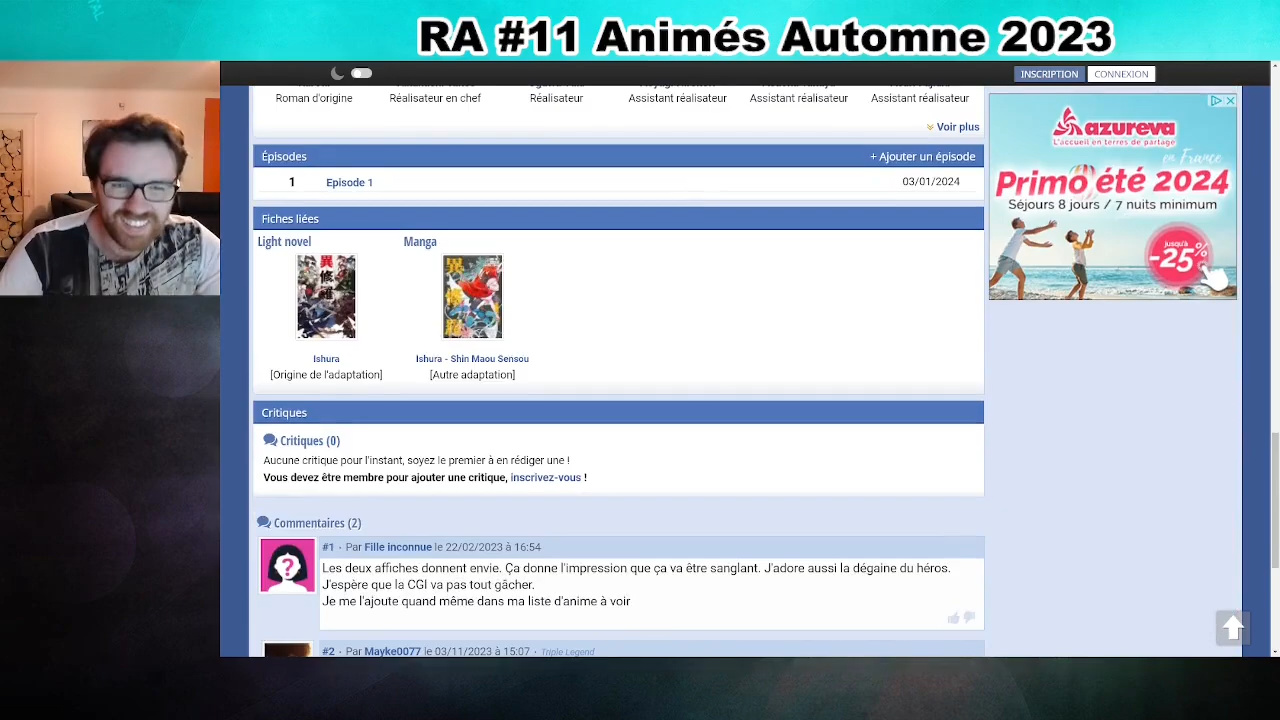 RA #11 Animés Automne 2023
INSCRIPTION CONNEXION
Roman d'origine Réalisateur en chef Réalisateur Assistant réalisateur Assistant réalisateur Assistant réalisateur
Voir plus
Épisodes + Ajouter un épisode
1 Episode 1 03/01/2024
Fiches liées
Light novel Manga
Ishura Ishura - Shin Maou Sensou
[Origine de l'adaptation] [Autre adaptation]
Critiques
Critiques (0)
Aucune critique pour l'instant, soyez le premier à en rédiger une !
Vous devez être membre pour ajouter une critique, inscrivez-vous !
Commentaires (2)
#1 - Par Fille inconnue le 22/02/2023 à 16:54
Les deux affiches donnent envie. Ça donne l'impression que ça va être sanglant. J'adore aussi la dégaine du héros.
J'espère que la CGI va pas tout gâcher.
Je me l'ajoute quand même dans ma liste d'anime à voir
#2 - Par Mayke0077 le 03/11/2023 à 15:07 - Triple Legend
azureva
L'accueil en terres de partage
en France
Primo été 2024
Séjours 8 jours / 7 nuits minimum
jusqu'à
-25%